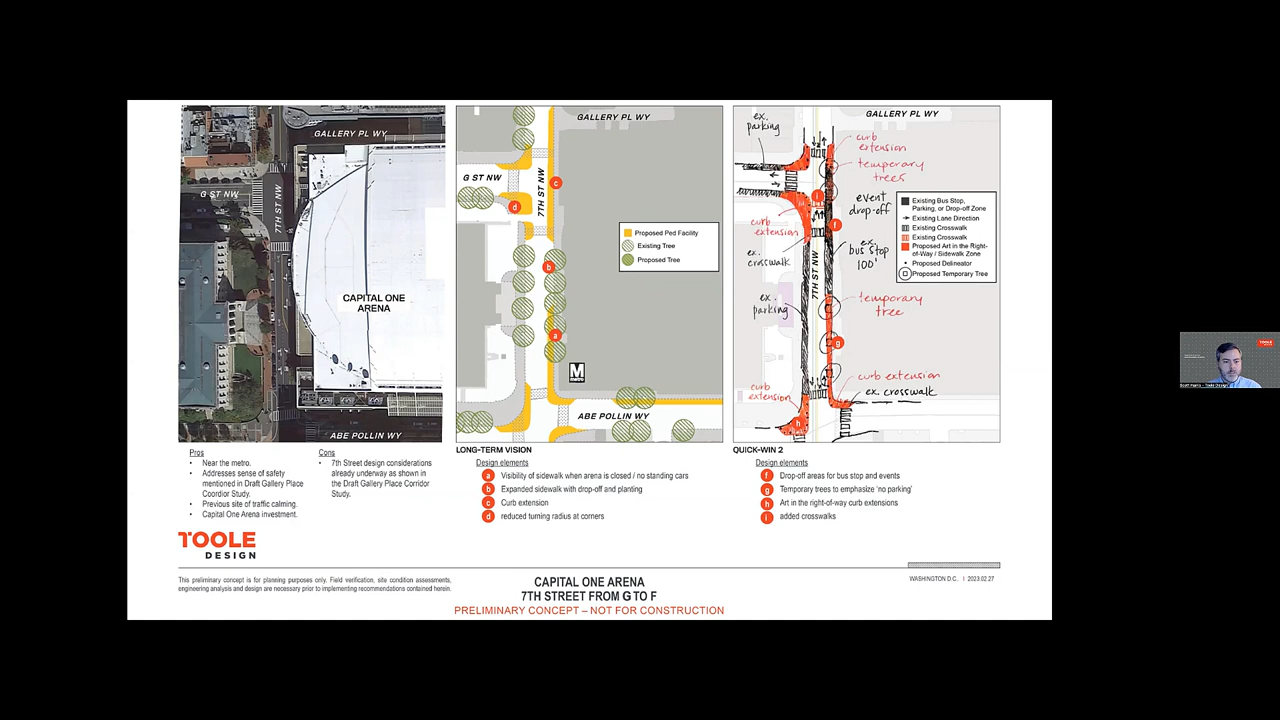 GALLERY PL WY
G ST NW
7TH ST NW
CAPITAL ONE
ARENA
ABE POLLIN WY
Pros
• Near the metro.
• Addresses sense of safety
mentioned in Draft Gallery Place
Coordior Study.
• Previous site of traffic calming.
• Capital One Arena investment.
Cons
• 7th Street design considerations
already underway as shown in
the Draft Gallery Place Corridor
Study.
GALLERY PL WY
G ST NW
7TH ST NW
c
d
b
a
Proposed Ped Facility
Existing Tree
Proposed Tree
M
metro
ABE POLLIN WY
LONG-TERM VISION
Design elements
a Visibility of sidewalk when arena is closed / no standing cars
b Expanded sidewalk with drop-off and planting
c Curb extension
d reduced turning radius at corners
GALLERY PL WY
ex.
parking
curb
extension
temporary
trees
i
event
drop-off
f
curb
extension
ex.
crosswalk
ex.
bus stop
100'
7TH ST NW
ex.
parking
temporary
tree
g
curb
extension
curb extension
ex. crosswalk
h
Existing Bus Stop,
Parking, or Drop-off Zone
Existing Lane Direction
Existing Crosswalk
Existing Crosswalk
Proposed Art in the Right-
of-Way / Sidewalk Zone
Proposed Delineator
Proposed Temporary Tree
QUICK-WIN 2
Design elements
f Drop-off areas for bus stop and events
g Temporary trees to emphasize 'no parking'
h Art in the right-of-way curb extensions
i added crosswalks
TOOLE
DESIGN
This preliminary concept is for planning purposes only. Field verification, site condition assessments,
engineering analysis and design are necessary prior to implementing recommendations contained herein.
CAPITAL ONE ARENA
7TH STREET FROM G TO F
PRELIMINARY CONCEPT – NOT FOR CONSTRUCTION
WASHINGTON D.C. | 2023.02.27
TOOLE